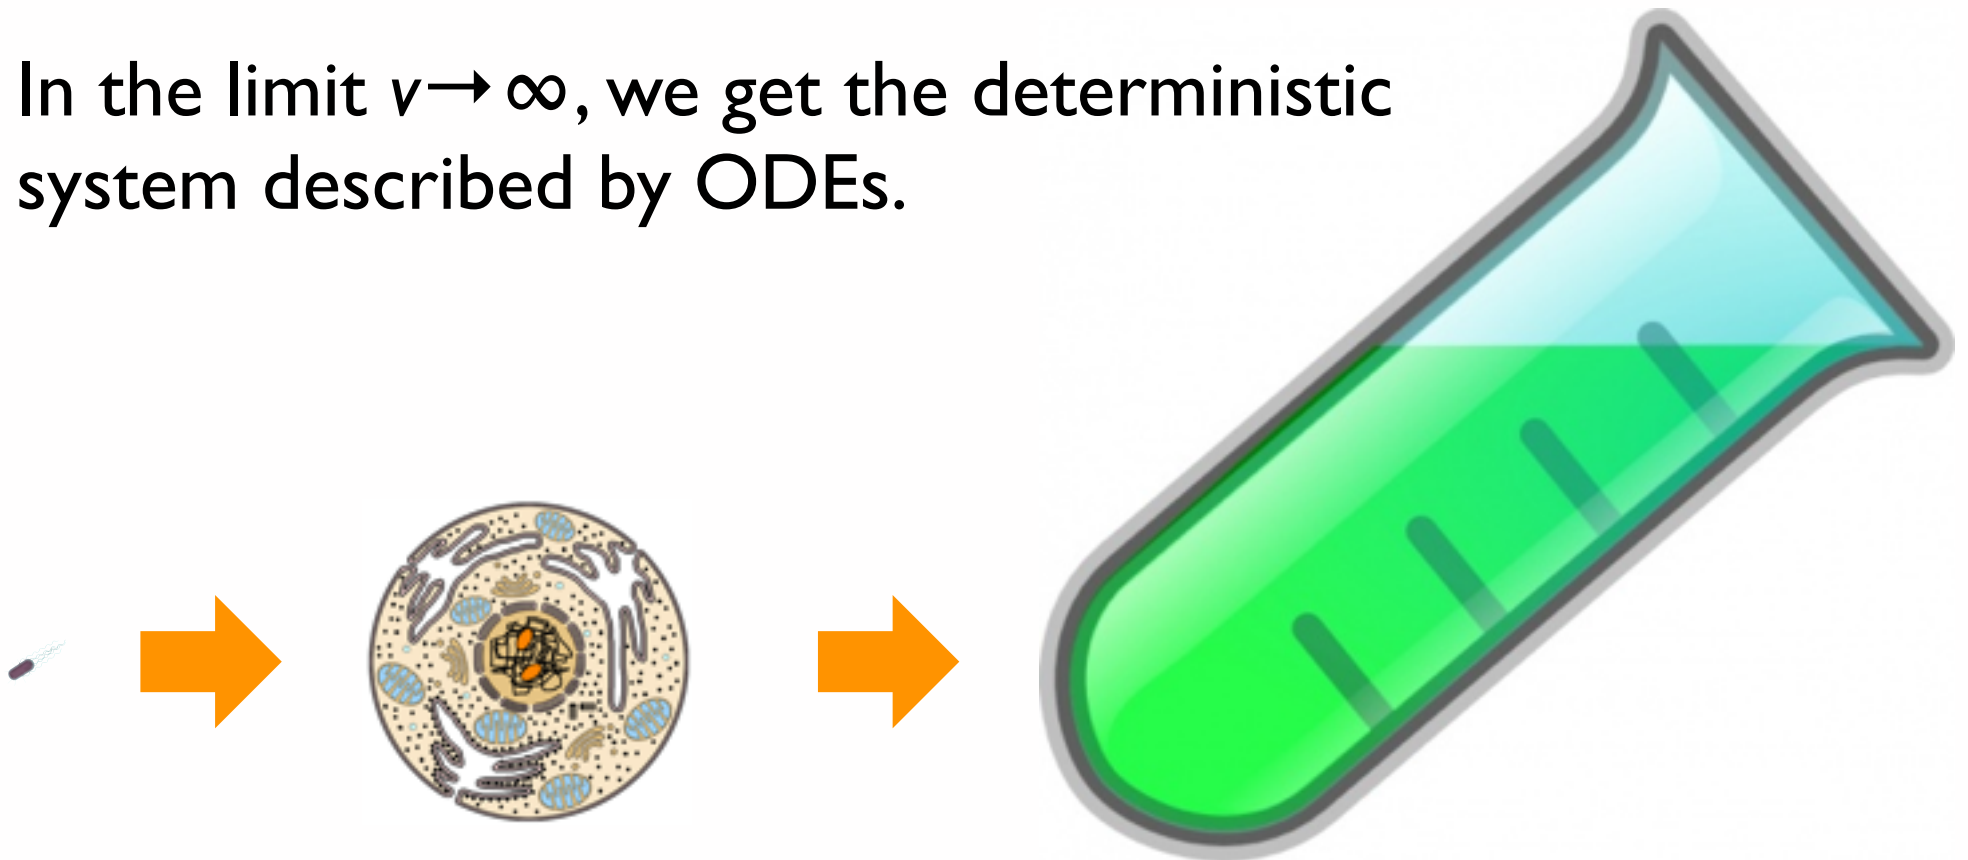 In the limit v→∞, we get the deterministic
system described by ODEs.